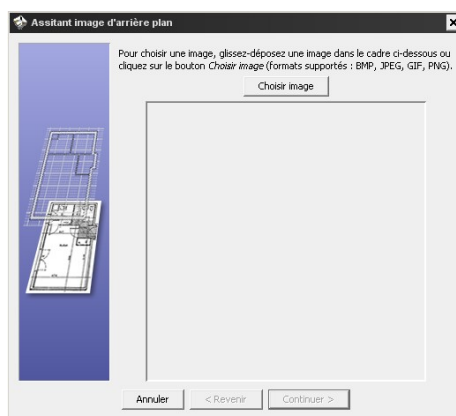 Assitant image d'arrière plan
Pour choisir une image, glissez-déposez une image dans le cadre ci-dessous ou
cliquez sur le bouton Choisir image (formats supportés : BMP, JPEG, GIF, PNG).
Choisir image
Annuler
< Revenir
Continuer >